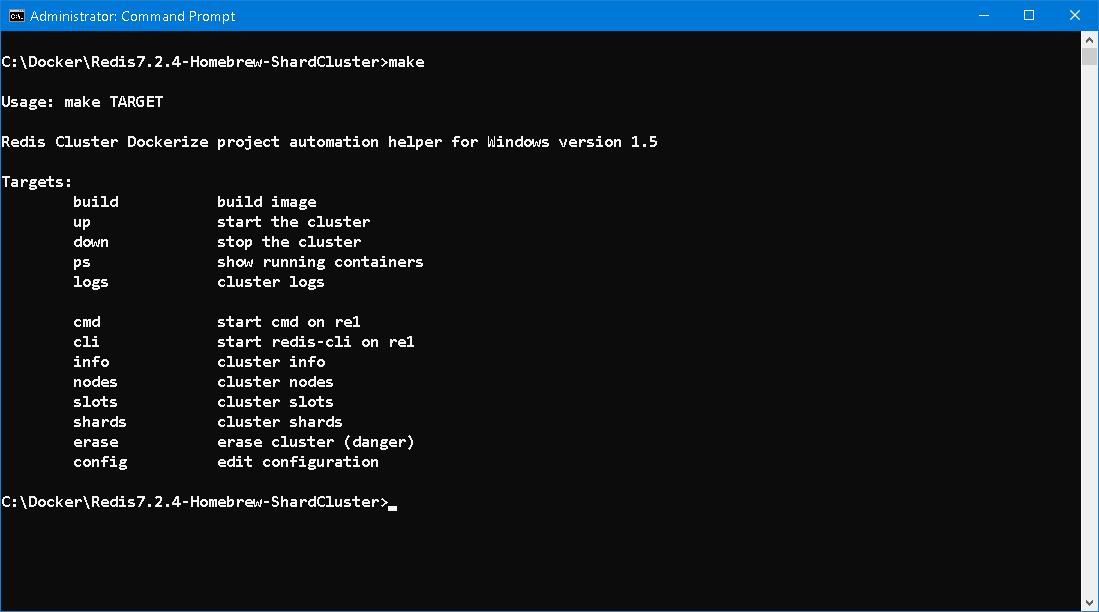 Administrator: Command Prompt
C:\Docker\Redis7.2.4-Homebrew-ShardCluster>make
Usage: make TARGET
Redis Cluster Dockerize project automation helper for Windows version 1.5
Targets:
build build image
up start the cluster
down stop the cluster
ps show running containers
logs cluster logs
cmd start cmd on re1
cli start redis-cli on re1
info cluster info
nodes cluster nodes
slots cluster slots
shards cluster shards
erase erase cluster (danger)
config edit configuration
C:\Docker\Redis7.2.4-Homebrew-ShardCluster>